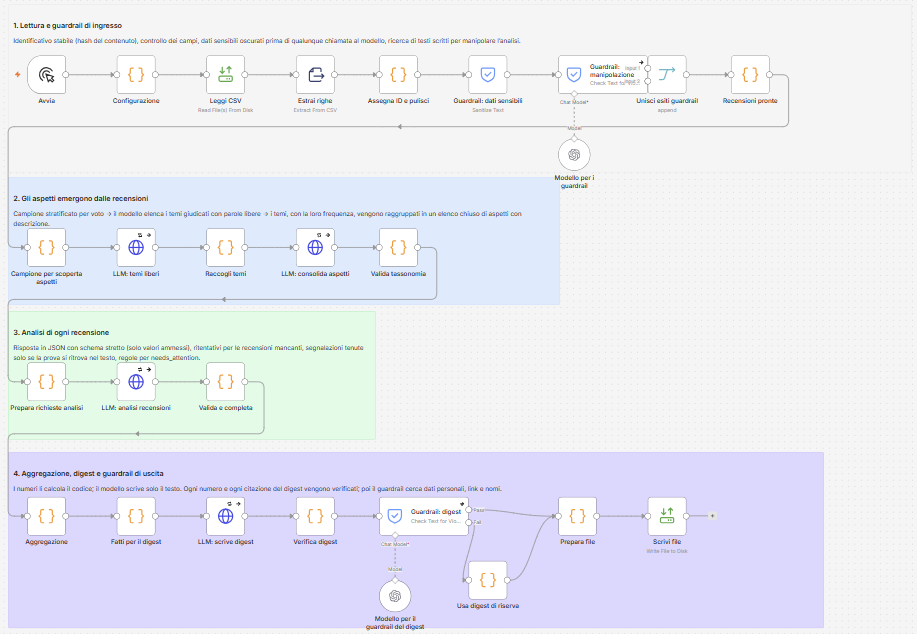 1. Lettura e guardrail di ingresso
Identificativo stabile (hash del contenuto), controllo dei campi, dati sensibili oscurati prima di qualunque chiamata al modello, ricerca di testi scritti per manipolare l'analisi.
Avvia
Configurazione
Leggi CSV
Read File(s) From Disk
Estrai righe
Extract From CSV
Assegna ID e pulisci
Guardrail: dati sensibili
Sanitize Text
Guardrail:
manipolazione
Check Text for Vio...
Chat Model*
Input 1
Unisci esiti guardrail
append
Recensioni pronte
Model
Modello per i
guardrail
2. Gli aspetti emergono dalle recensioni
Campione stratificato per voto → il modello elenca i temi giudicati con parole libere → i temi, con la loro frequenza, vengono raggruppati in un elenco chiuso di aspetti con
descrizione.
Campione per scoperta
aspetti
LLM: temi liberi
Raccogli temi
LLM: consolida aspetti
Valida tassonomia
3. Analisi di ogni recensione
Risposta in JSON con schema stretto (solo valori ammessi), ritentativi per le recensioni mancanti, segnalazioni tenute
solo se la prova si ritrova nel testo, regole per needs_attention.
Prepara richieste analisi
LLM: analisi recensioni
Valida e completa
4. Aggregazione, digest e guardrail di uscita
I numeri li calcola il codice; il modello scrive solo il testo. Ogni numero e ogni citazione del digest vengono verificati; poi il guardrail cerca dati personali, link e nomi.
Aggregazione
Fatti per il digest
LLM: scrive digest
Verifica digest
Guardrail: digest
Check Text for Vio...
Chat Model*
Pass
Fail
Prepara file
Scrivi file
Write File to Disk
Model
Modello per il
guardrail del digest
Usa digest di riserva